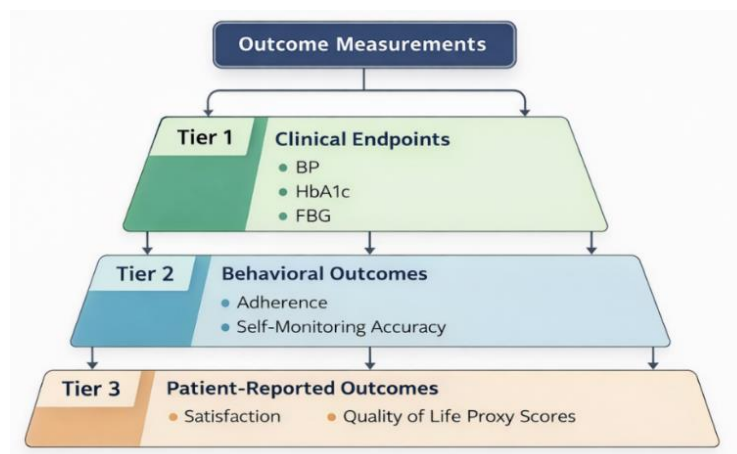 Outcome Measurements
Tier 1
Clinical Endpoints
• BP
• HbA1c
• FBG
Tier 2
Behavioral Outcomes
• Adherence
• Self-Monitoring Accuracy
Tier 3
Patient-Reported Outcomes
• Satisfaction • Quality of Life Proxy Scores